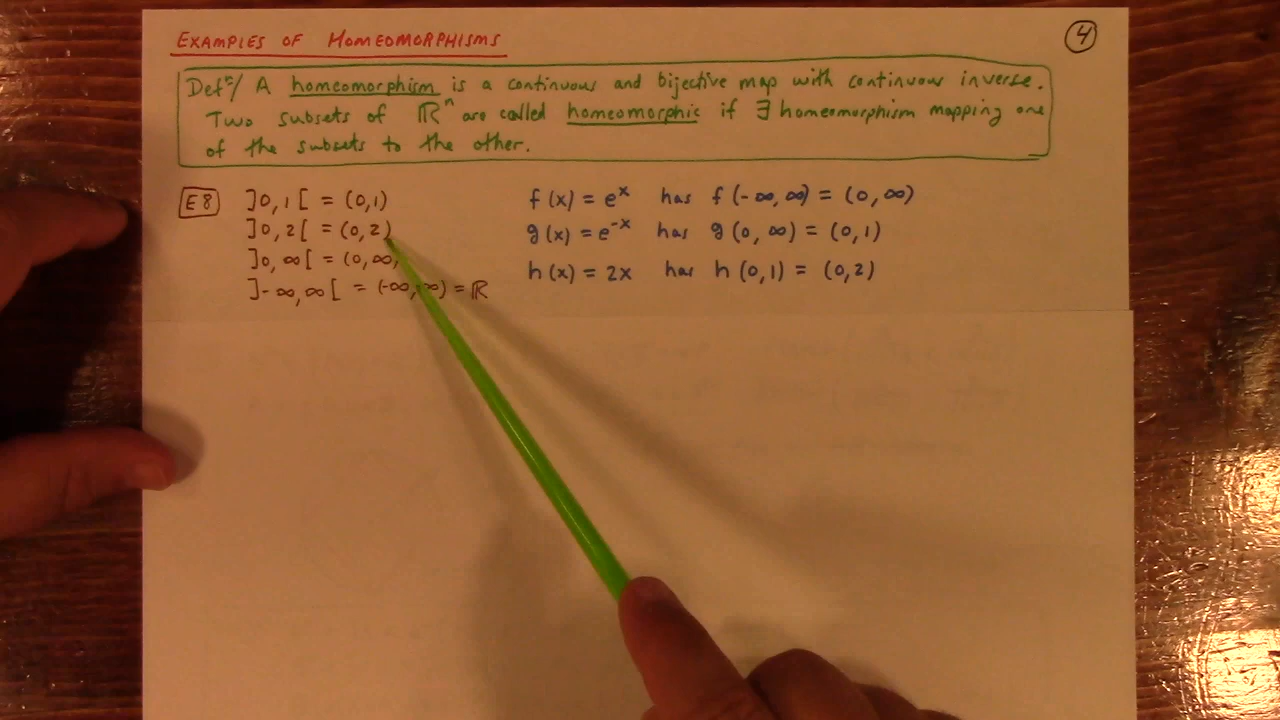 EXAMPLES OF HOMEOMORPHISMS
4
Defⁿ/ A homeomorphism is a continuous and bijective map with continuous inverse.
Two subsets of ℝⁿ are called homeomorphic if ∃ homeomorphism mapping one
of the subsets to the other.
E8
]0,1[ = (0,1)
]0,2[ = (0,2)
]0,∞[ = (0,∞,
]-∞,∞[ = (-∞,∞) = ℝ
f(x) = e^x has f(-∞,∞) = (0,∞)
g(x) = e^-x has g(0,∞) = (0,1)
h(x) = 2x has h(0,1) = (0,2)